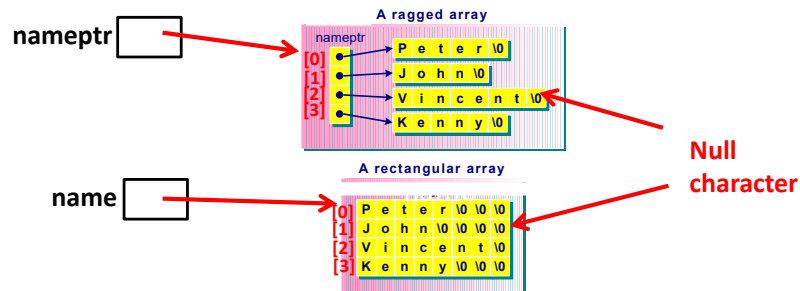 A ragged array
nameptr
nameptr
[0] P e t e r \0
[1] J o h n \0
[2] V i n c e n t \0
[3] K e n n y \0
Null
character
A rectangular array
name
[0] P e t e r \0 \0 \0
[1] J o h n \0 \0 \0 \0
[2] V i n c e n t \0
[3] K e n n y \0 \0 \0